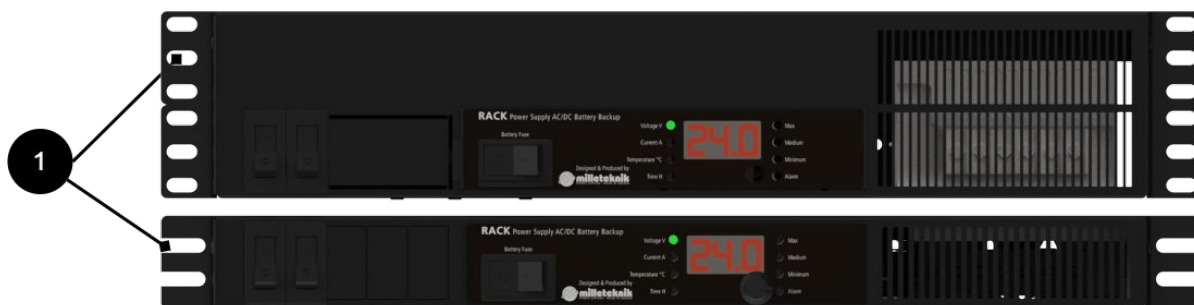 1
RACK Power Supply AC/DC Battery Backup
Battery Fuse
Voltage V
Current A
Temperature °C
Time H
24.0
Max
Medium
Minimum
Alarm
Designed & Produced by
milleteknik
RACK Power Supply AC/DC Battery Backup
Battery Fuse
Voltage V
Current A
Temperature °C
Time H
24.0
Max
Medium
Minimum
Alarm
Designed & Produced by
milleteknik